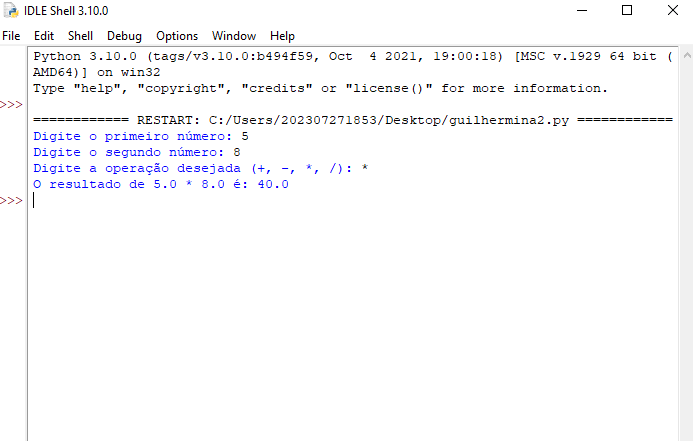 IDLE Shell 3.10.0
File Edit Shell Debug Options Window Help
Python 3.10.0 (tags/v3.10.0:b494f59, Oct  4 2021, 19:00:18) [MSC v.1929 64 bit (
AMD64)] on win32
Type "help", "copyright", "credits" or "license()" for more information.
>>>
============ RESTART: C:/Users/202307271853/Desktop/guilhermina2.py ============
Digite o primeiro número: 5
Digite o segundo número: 8
Digite a operação desejada (+, -, *, /): *
O resultado de 5.0 * 8.0 é: 40.0
>>>